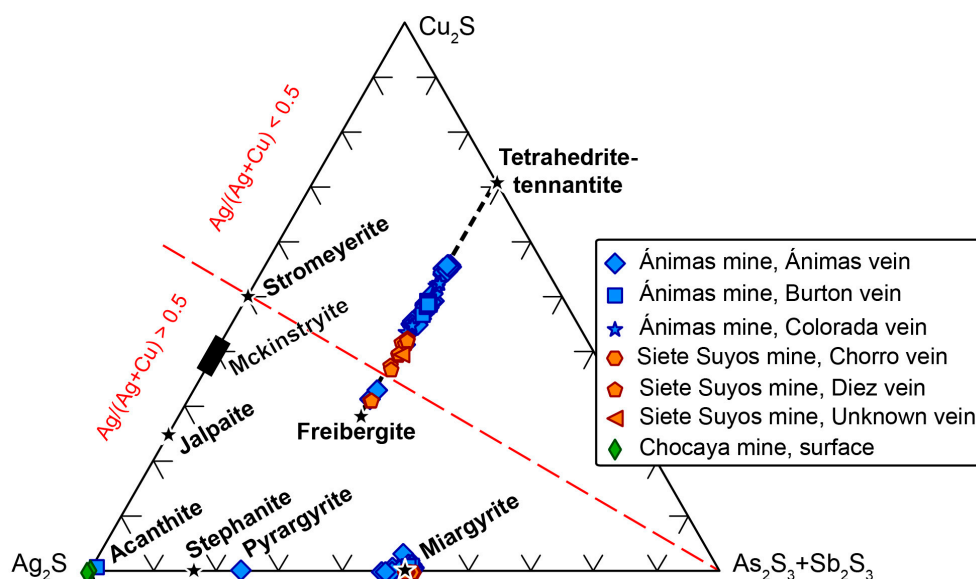 Cu₂S
Ag/(Ag+Cu) < 0.5
Tetrahedrite-
tennantite
Stromeyerite
Ag/(Ag+Cu) > 0.5
Mckinstryite
Jalpaite
Freibergite
Ánimas mine, Ánimas vein
Ánimas mine, Burton vein
Ánimas mine, Colorada vein
Siete Suyos mine, Chorro vein
Siete Suyos mine, Diez vein
Siete Suyos mine, Unknown vein
Chocaya mine, surface
Ag₂S
Acanthite
Stephanite
Pyrargyrite
Miargyrite
As₂S₃+Sb₂S₃